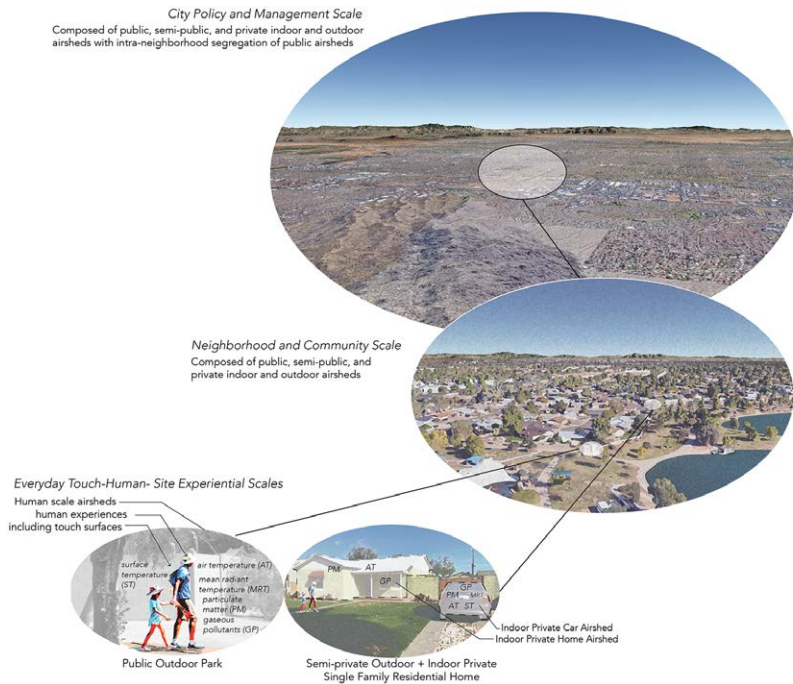 City Policy and Management Scale
Composed of public, semi-public, and private indoor and outdoor
airsheds with intra-neighborhood segregation of public airsheds
Neighborhood and Community Scale
Composed of public, semi-public, and
private indoor and outdoor airsheds
Everyday Touch-Human- Site Experiential Scales
Human scale airsheds
human experiences
including touch surfaces
surface
temperature
(ST)
air temperature (AT)
mean radiant
temperature (MRT)
particulate
matter (PM)
gaseous
pollutants (GP)
Public Outdoor Park
PM
AT
GP
GP
PM
MRT
AT
ST
Indoor Private Car Airshed
Indoor Private Home Airshed
Semi-private Outdoor + Indoor Private
Single Family Residential Home